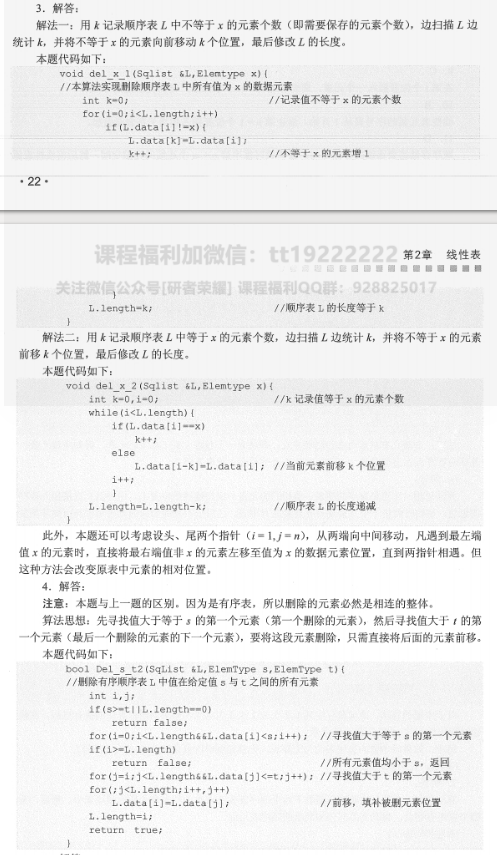 3．解答：
解法一：用 k 记录顺序表 L 中不等于 x 的元素个数（即需要保存的元素个数），边扫描 L 边
统计 k，并将不等于 x 的元素向前移动 k 个位置，最后修改 L 的长度。
本题代码如下：
void del_x_1(Sqlist &L,Elemtype x){
//本算法实现删除顺序表 L 中所有值为 x 的数据元素
int k=0; //记录值不等于 x 的元素个数
for(i=0;i<L.length;i++)
if(L.data[i]!=x){
L.data[k]=L.data[i];
k++; //不等于 x 的元素增 1
·22·
课程福利加微信：tt19222222 第2章 线性表
关注微信公众号[研者荣耀] 课程福利QQ群：928825017
}
L.length=k; //顺序表 L 的长度等于 k
}
解法二：用 k 记录顺序表 L 中等于 x 的元素个数，边扫描 L 边统计 k，并将不等于 x 的元素
前移 k 个位置，最后修改 L 的长度。
本题代码如下：
void del_x_2(Sqlist &L,Elemtype x){
int k=0,i=0; //k 记录值等于 x 的元素个数
while(i<L.length){
if(L.data[i]==x)
k++;
else
L.data[i-k]=L.data[i]; //当前元素前移 k 个位置
i++;
}
L.length=L.length-k; //顺序表 L 的长度递减
}
此外，本题还可以考虑设头、尾两个指针（i=1, j=n），从两端向中间移动，凡遇到最左端
值 x 的元素时，直接将最右端值非 x 的元素左移至值为 x 的数据元素位置，直到两指针相遇。但
这种方法会改变原表中元素的相对位置。
4．解答：
注意：本题与上一题的区别。因为是有序表，所以删除的元素必然是相连的整体。
算法思想：先寻找值大于等于 s 的第一个元素（第一个删除的元素），然后寻找值大于 t 的第
一个元素（最后一个删除的元素的下一个元素），要将这段元素删除，只需直接将后面的元素前移。
本题代码如下：
bool Del_s_t2(SqList &L,ElemType s,ElemType t){
//删除有序顺序表 L 中值在给定值 s 与 t 之间的所有元素
int i,j;
if(s>=t||L.length==0)
return false;
for(i=0;i<L.length&&L.data[i]<s;i++); //寻找值大于等于 s 的第一个元素
if(i>=L.length)
return false; //所有元素值均小于 s，返回
for(j=i;j<L.length&&L.data[j]<=t;j++); //寻找值大于 t 的第一个元素
for(;j<L.length;i++,j++)
L.data[i]=L.data[j]; //前移，填补被删元素位置
L.length=i;
return true;
}